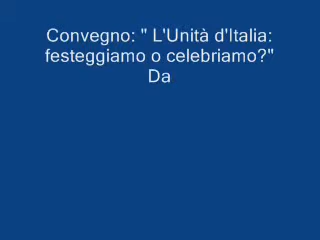 Convegno: " L'Unità d'Italia:
festeggiamo o celebriamo?"
Da